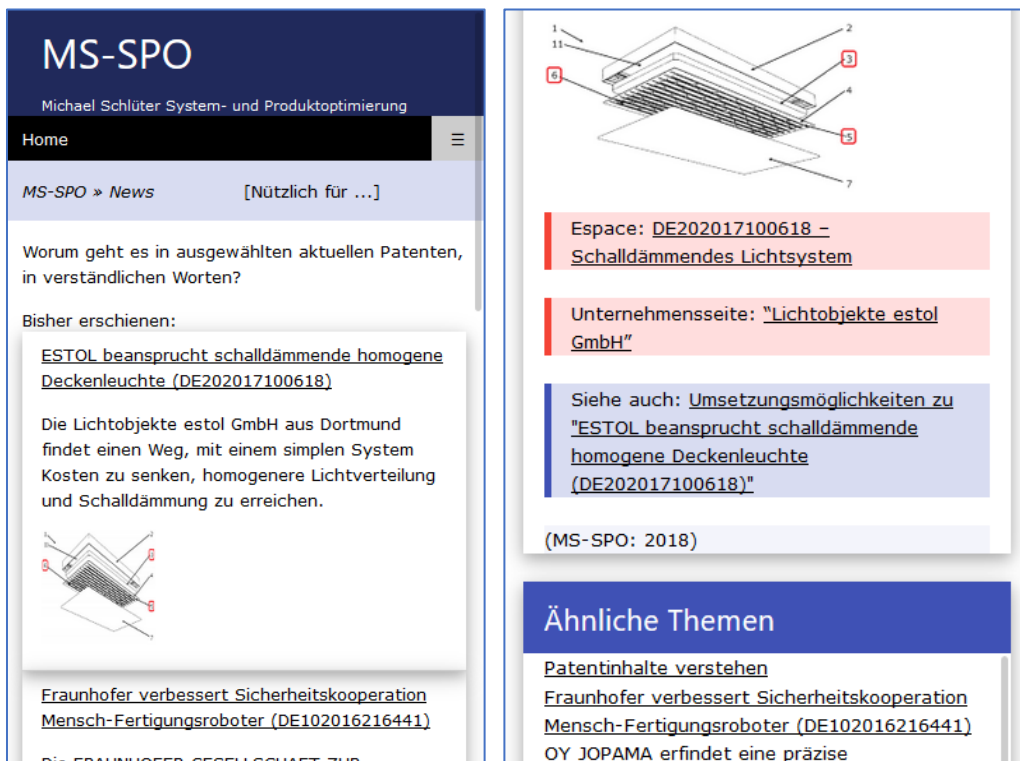 MS-SPO
Michael Schlüter System- und Produktoptimierung
Home
☰
MS-SPO » News [Nützlich für ...]
Worum geht es in ausgewählten aktuellen Patenten,
in verständlichen Worten?
Bisher erschienen:
ESTOL beansprucht schalldämmende homogene
Deckenleuchte (DE202017100618)
Die Lichtobjekte estol GmbH aus Dortmund
findet einen Weg, mit einem simplen System
Kosten zu senken, homogenere Lichtverteilung
und Schalldämmung zu erreichen.
Fraunhofer verbessert Sicherheitskooperation
Mensch-Fertigungsroboter (DE102016216441)
Die FRAUNHOFER-GESELLSCHAFT ZUR
1
2
11
3
6
4
5
7
Espace: DE202017100618 –
Schalldämmendes Lichtsystem
Unternehmensseite: "Lichtobjekte estol
GmbH"
Siehe auch: Umsetzungsmöglichkeiten zu
"ESTOL beansprucht schalldämmende
homogene Deckenleuchte
(DE202017100618)"
(MS-SPO: 2018)
Ähnliche Themen
Patentinhalte verstehen
Fraunhofer verbessert Sicherheitskooperation
Mensch-Fertigungsroboter (DE102016216441)
OY JOPAMA erfindet eine präzise